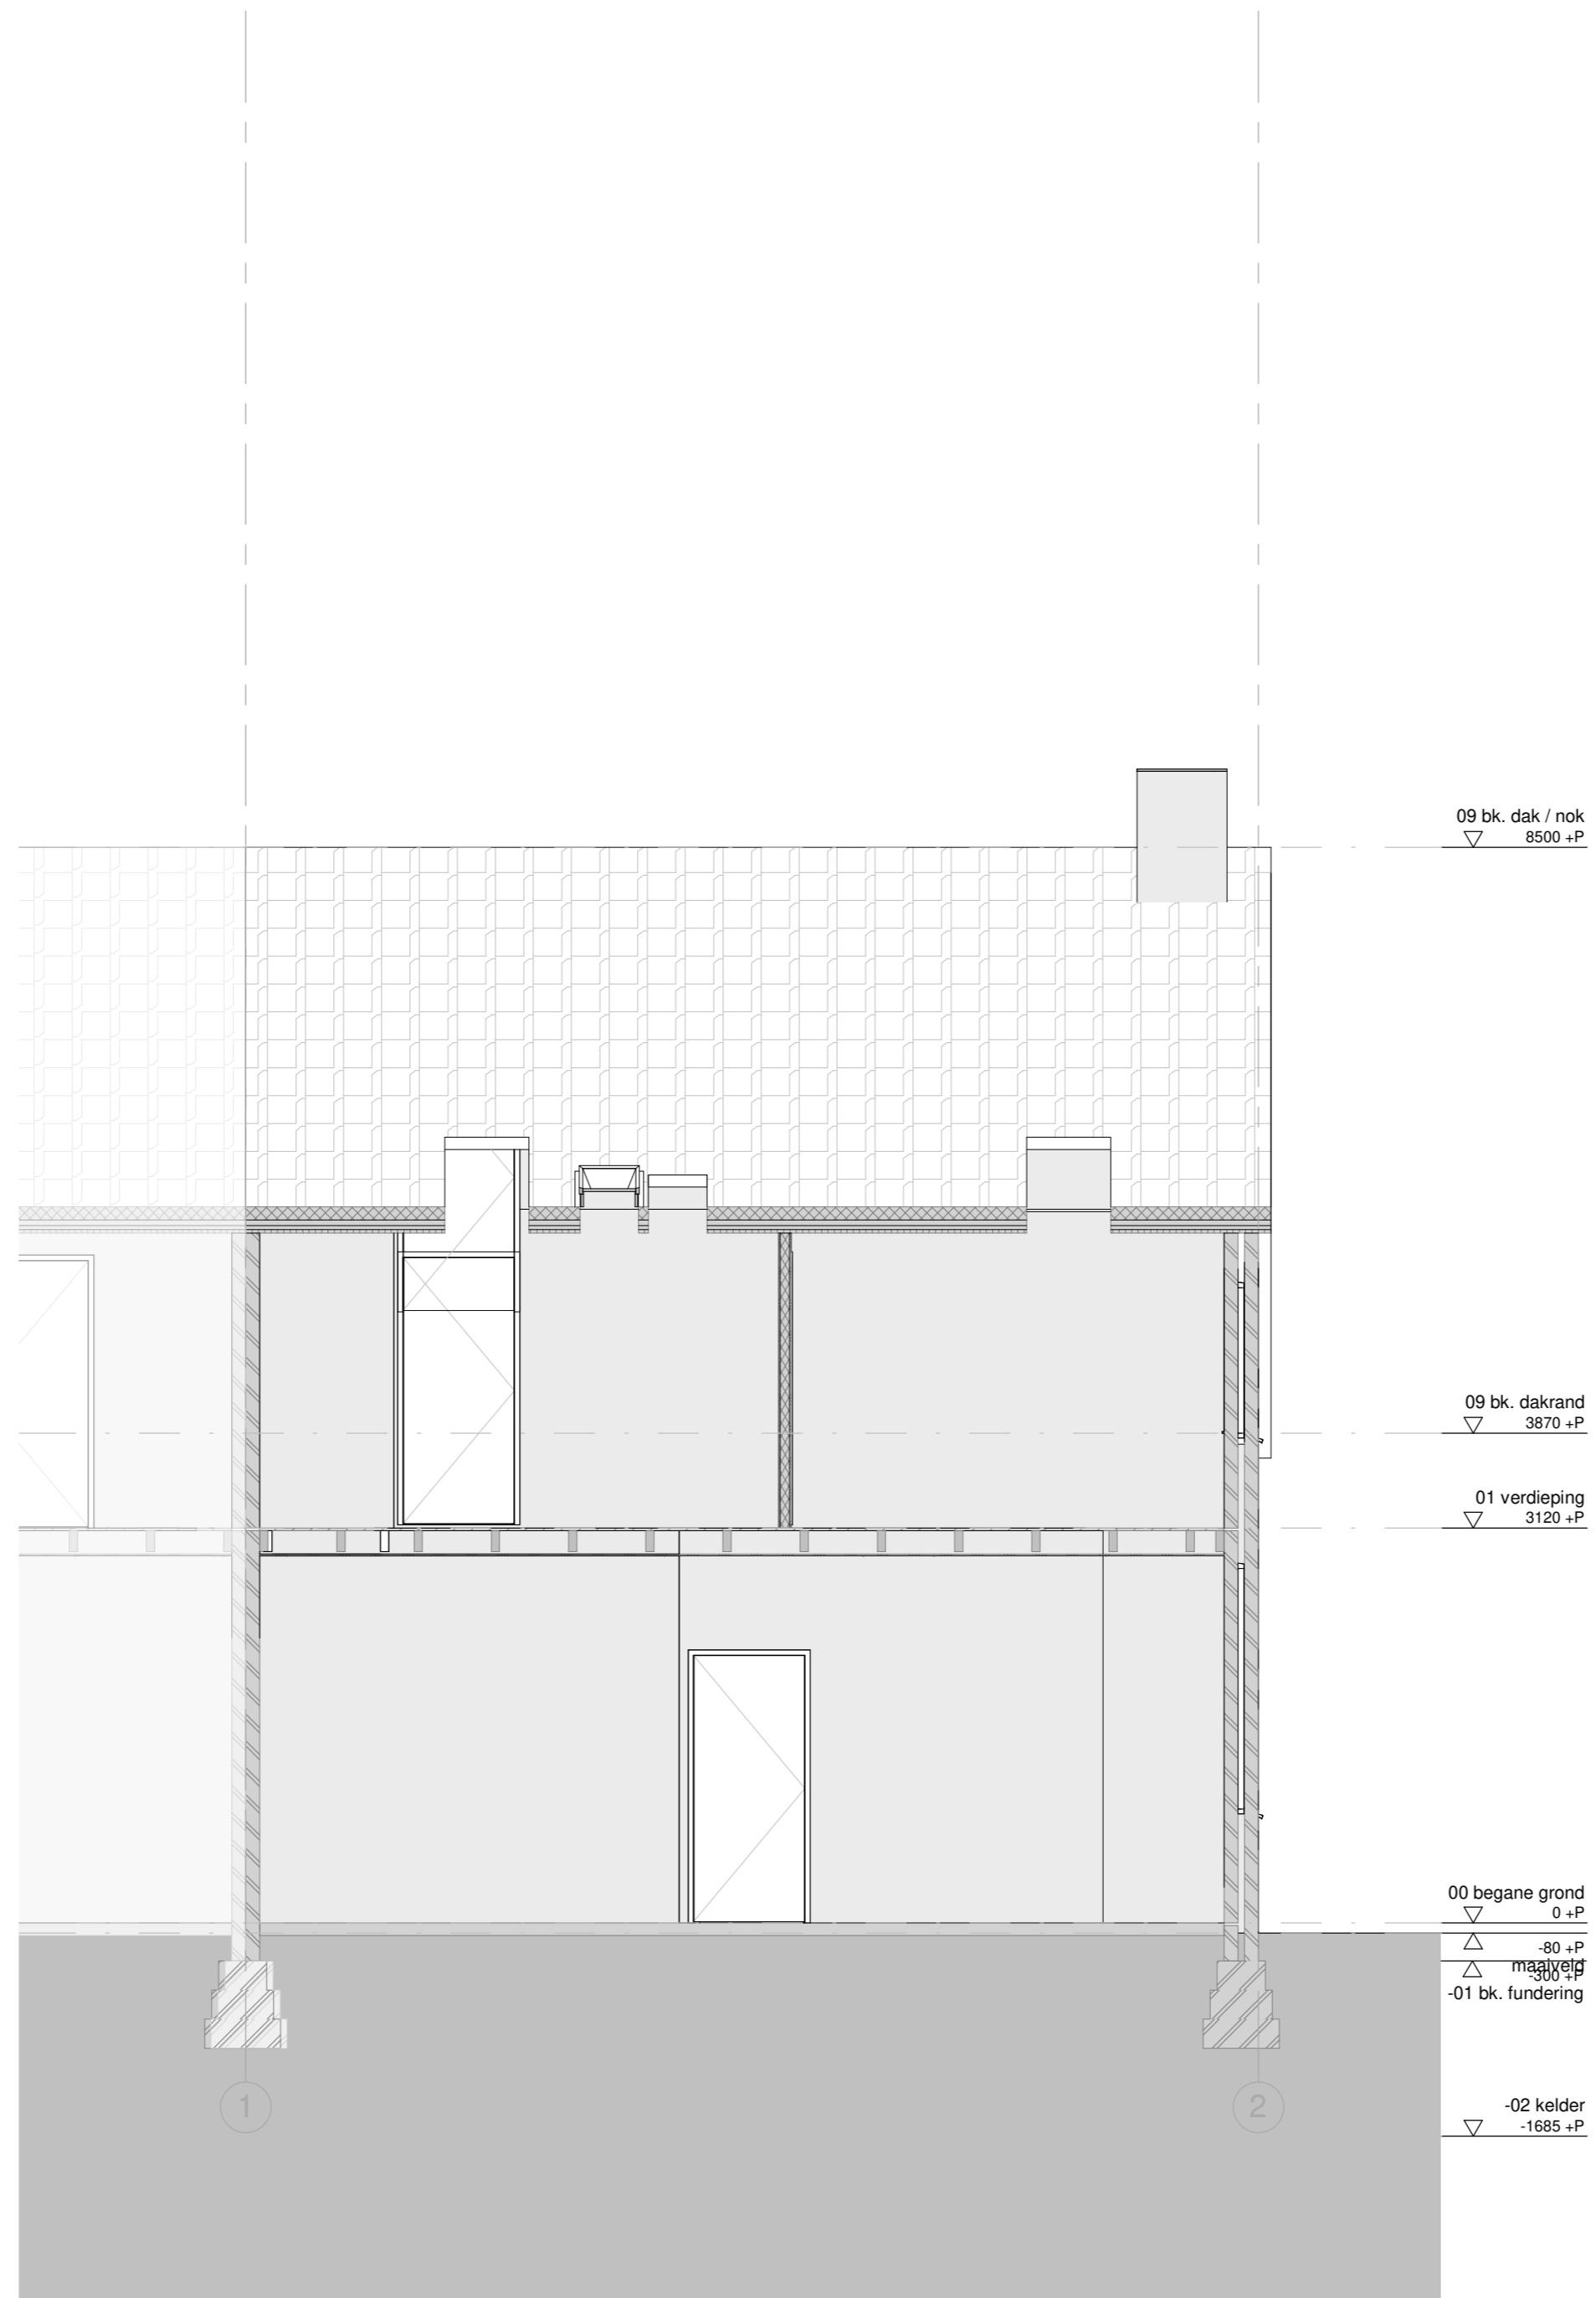 09 bk. dak / nok
8500 +P
09 bk. dakrand
3870 +P
01 verdieping
3120 +P
00 begane grond
0 +P
-80 +P
maaiveld
-300 +P
-01 bk. fundering
1
2
-02 kelder
-1685 +P